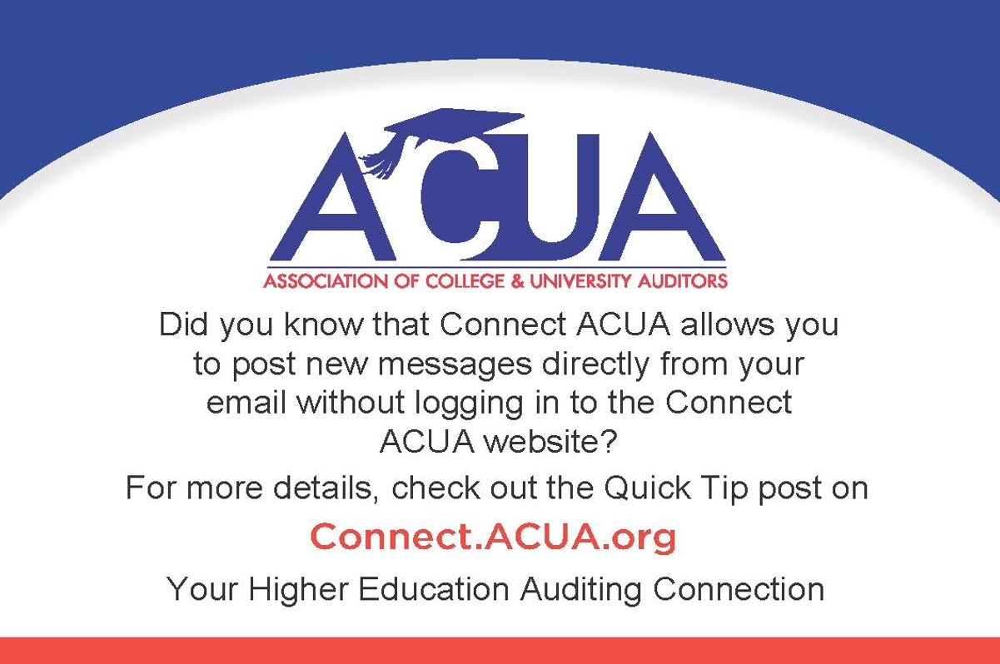 ACUA
ASSOCIATION OF COLLEGE & UNIVERSITY AUDITORS
Did you know that Connect ACUA allows you
to post new messages directly from your
email without logging in to the Connect
ACUA website?
For more details, check out the Quick Tip post on
Connect.ACUA.org
Your Higher Education Auditing Connection